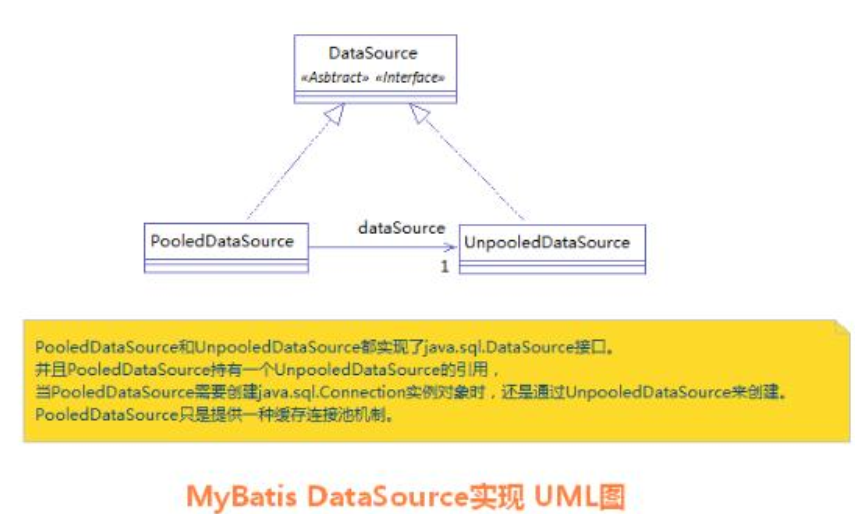 DataSource
«Asbtract» «Interface»
PooledDataSource
dataSource
1
UnpooledDataSource
PooledDataSource和UnpooledDataSource都实现了java.sql.DataSource接口。
并且PooledDataSource持有一个UnpooledDataSource的引用，
当PooledDataSource需要创建java.sql.Connection实例对象时，还是通过UnpooledDataSource来创建。
PooledDataSource只是提供一种缓存连接池机制。
MyBatis DataSource实现 UML图